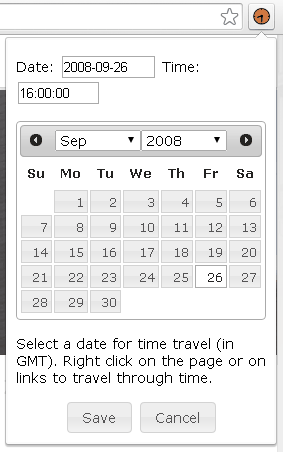 Date: 2008-09-26 Time:
16:00:00
Sep 2008
Su Mo Tu We Th Fr Sa
1 2 3 4 5 6
7 8 9 10 11 12 13
14 15 16 17 18 19 20
21 22 23 24 25 26 27
28 29 30
Select a date for time travel (in
GMT). Right click on the page or on
links to travel through time.
Save Cancel